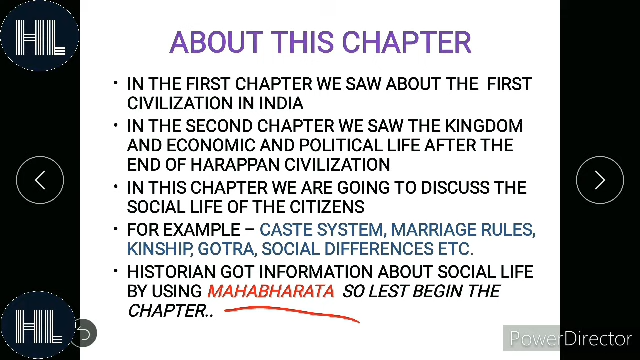 HL
ABOUT THIS CHAPTER
• IN THE FIRST CHAPTER WE SAW ABOUT THE FIRST
CIVILIZATION IN INDIA
• IN THE SECOND CHAPTER WE SAW THE KINGDOM
AND ECONOMIC AND POLITICAL LIFE AFTER THE
END OF HARAPPAN CIVILIZATION
• IN THIS CHAPTER WE ARE GOING TO DISCUSS THE
SOCIAL LIFE OF THE CITIZENS
• FOR EXAMPLE – CASTE SYSTEM, MARRIAGE RULES,
KINSHIP, GOTRA, SOCIAL DIFFERENCES ETC.
• HISTORIAN GOT INFORMATION ABOUT SOCIAL LIFE
BY USING MAHABHARATA SO LEST BEGIN THE
CHAPTER..
HL
PowerDirector